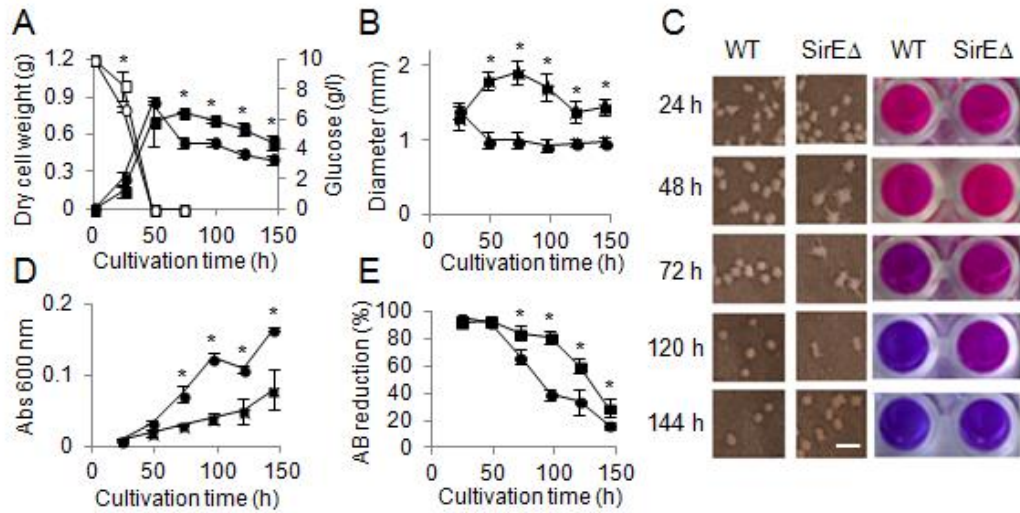 A
Dry cell weight (g)
1.2
0.9
0.6
0.3
0
*
* * * *
10
8
6
4
2
0
Glucose (g/l)
0 50 100 150
Cultivation time (h)
B
Diameter (mm)
2
1
0
* * * * *
0 50 100 150
Cultivation time (h)
C
WT SirEΔ WT SirEΔ
24 h
48 h
72 h
120 h
144 h
D
Abs 600 nm
0.2
0.1
0
* * * *
0 50 100 150
Cultivation time (h)
E
AB reduction (%)
100
80
60
40
20
0
* * * *
0 50 100 150
Cultivation time (h)